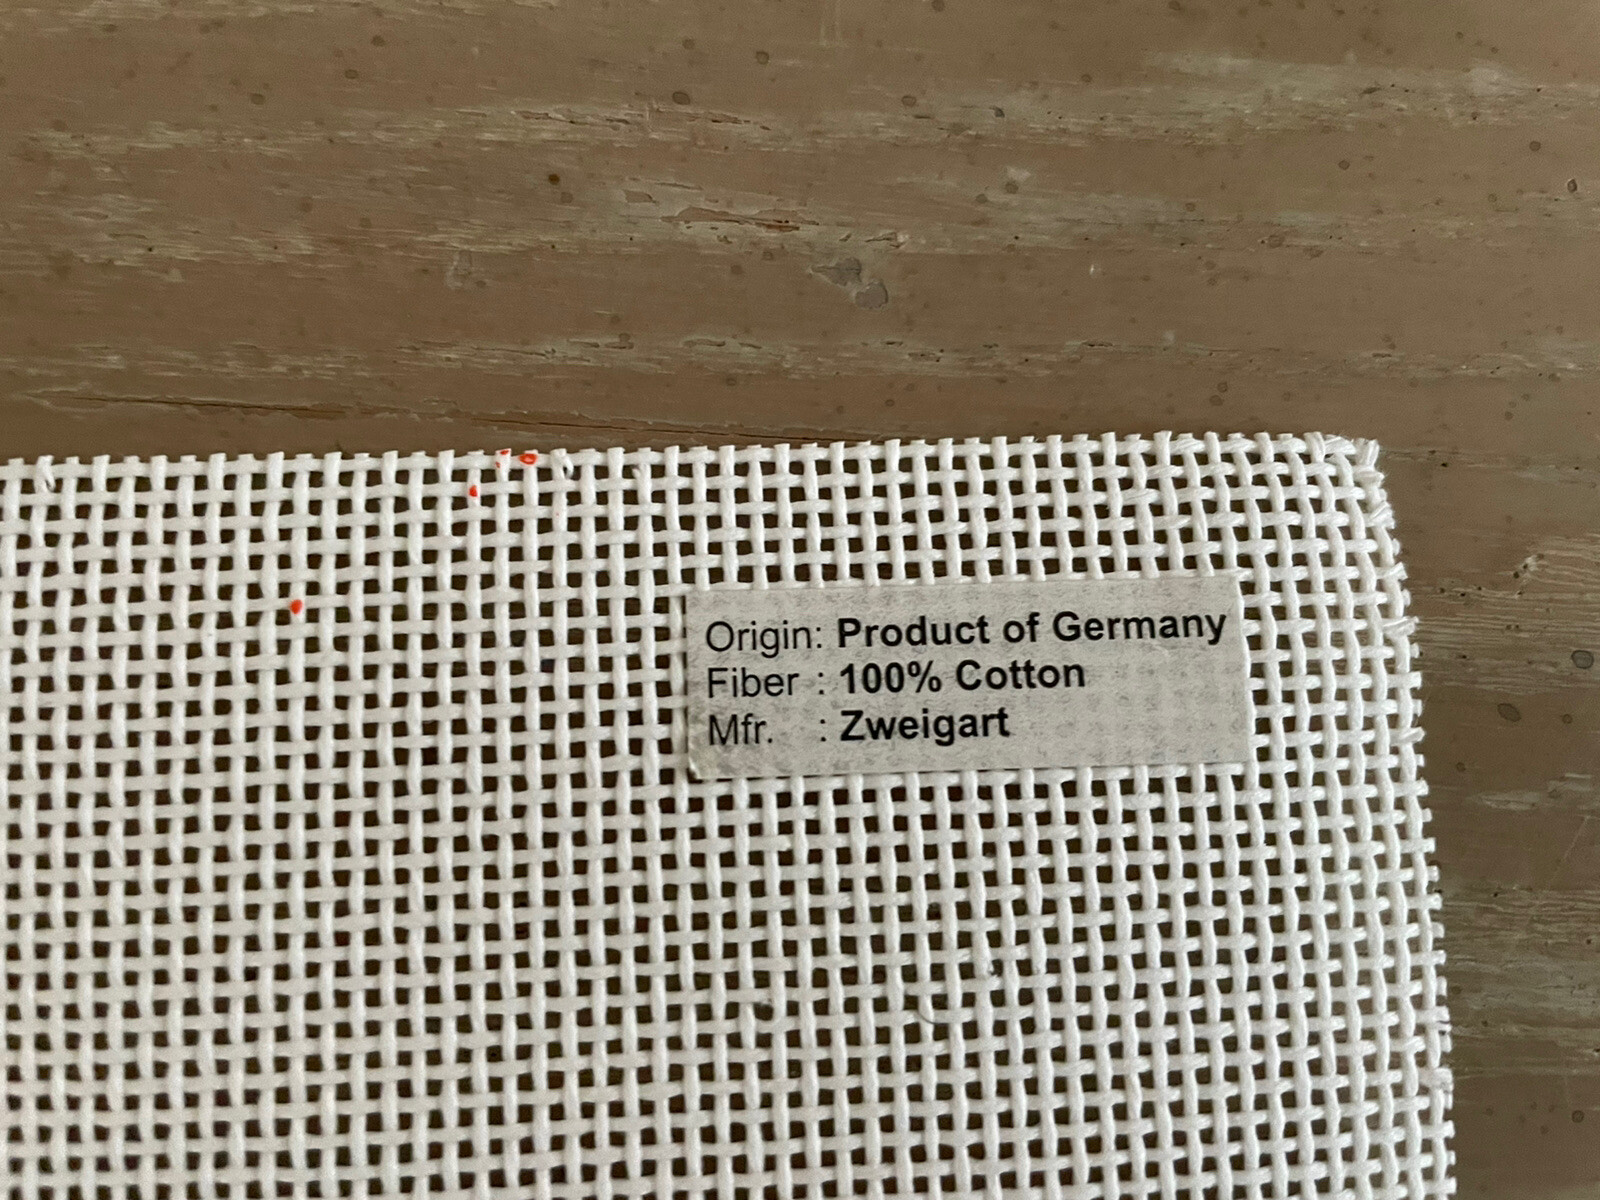 Origin: Product of Germany
Fiber : 100% Cotton
Mfr. : Zweigart